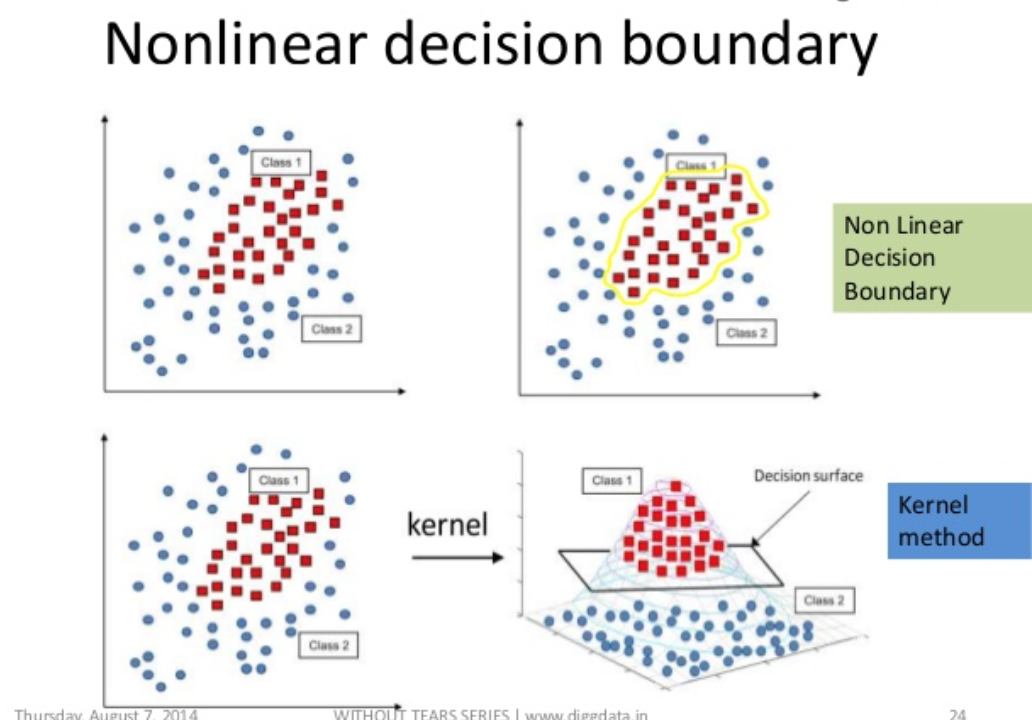 Nonlinear decision boundary
Class 1
Class 2
Class 1
Class 2
Non Linear
Decision
Boundary
Class 1
Class 2
kernel
Class 1
Decision surface
Class 2
Kernel
method
Thursday, August 7, 2014
WITHOUT TEARS SERIES | www.diggdata.in
24